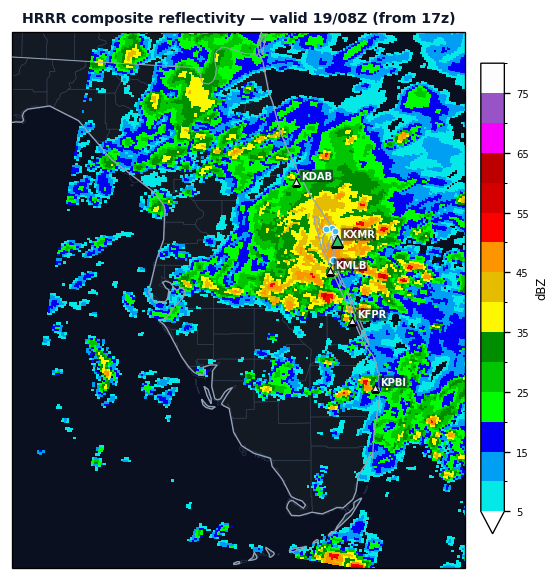 HRRR composite reflectivity — valid 19/08Z (from 17z)
KDAB
KXMR
KMLB
KFPR
KPBI
75
65
55
45
35
25
15
5
dBZ